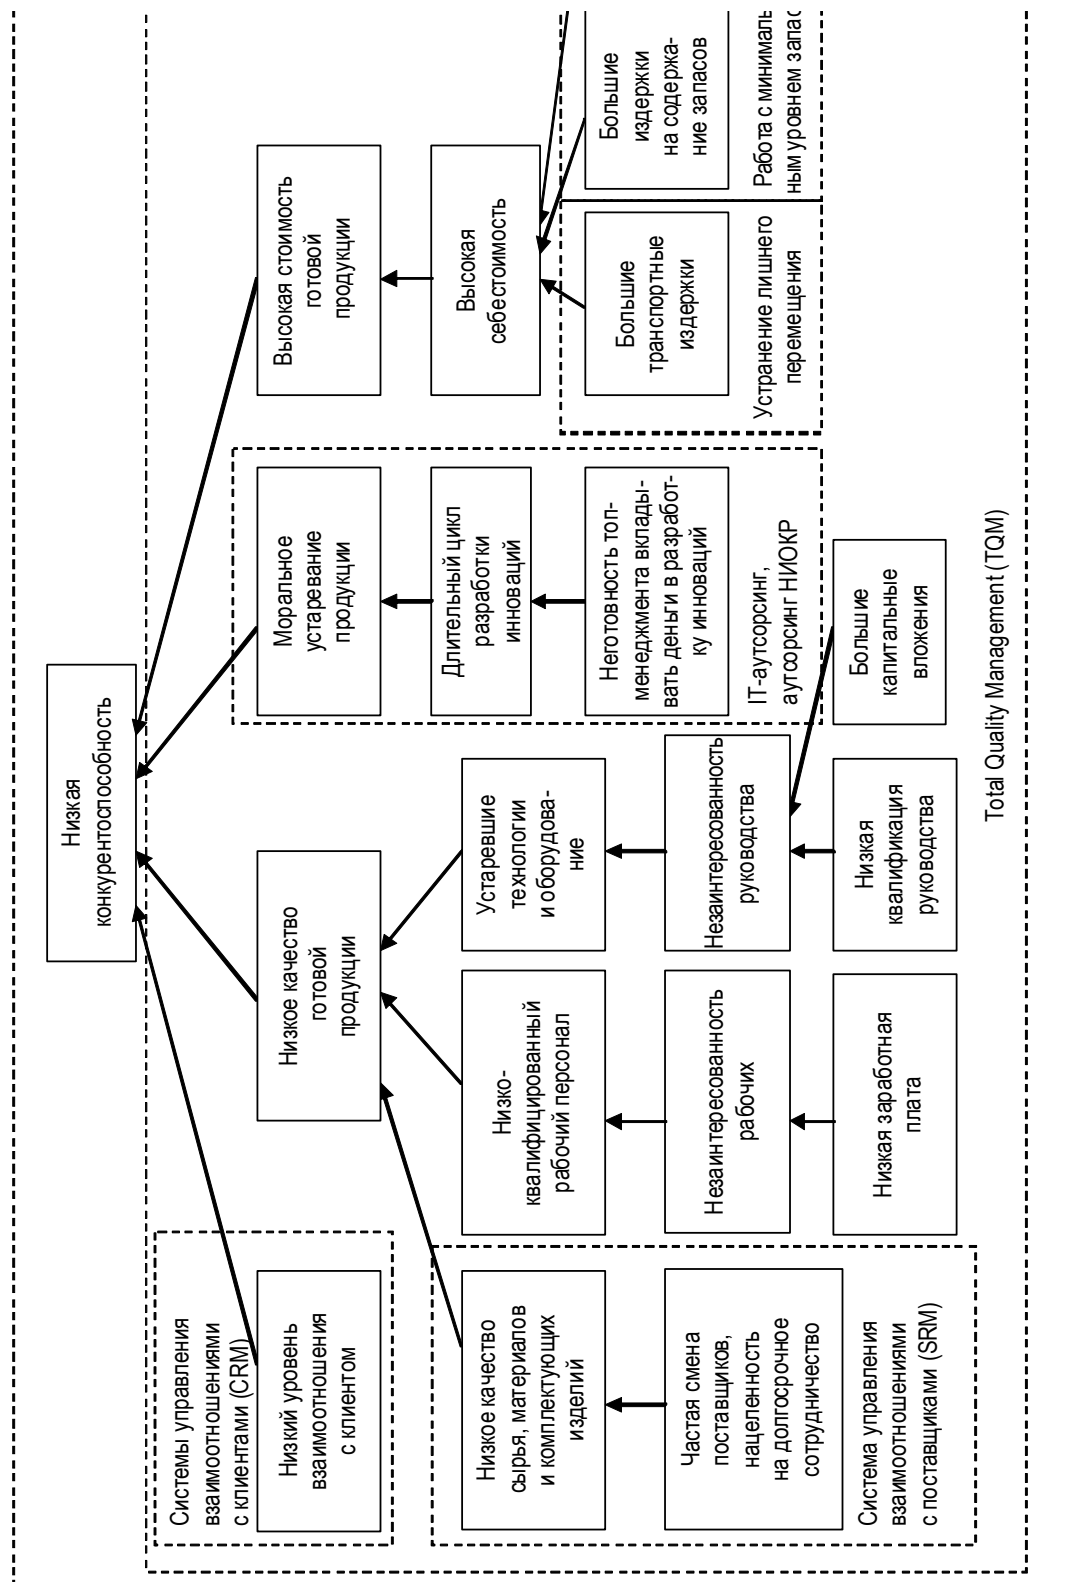 Низкая
конкурентоспособность
Системы управления
взаимоотношениями
с клиентами (CRM)
Низкий уровень
взаимоотношения
с клиентом
Низкое качество
готовой
продукции
Моральное
устаревание
продукции
Высокая стоимость
готовой
продукции
Низкое качество
сырья, материалов
и комплектующих
изделий
Низко-
квалифицированный
рабочий персонал
Устаревшие
технологии
и оборудова-
ние
Длительный цикл
разработки
инноваций
Высокая
себестоимость
Частая смена
поставщиков,
нацеленность
на долгосрочное
сотрудничество
Незаинтересованность
рабочих
Незаинтересованность
руководства
Неготовность топ-
менеджмента вклады-
вать деньги в разработ-
ку инноваций
Большие
транспортные
издержки
Большие
издержки
на содержа-
ние запасов
Система управления
взаимоотношениями
с поставщиками (SRM)
Низкая заработная
плата
Низкая
квалификация
руководства
Большие
капитальные
вложения
IT-аутсорсинг,
аутсорсинг НИОКР
Устранение лишнего
перемещения
Работа с минималь
ным уровнем запас
Total Quality Management (TQM)